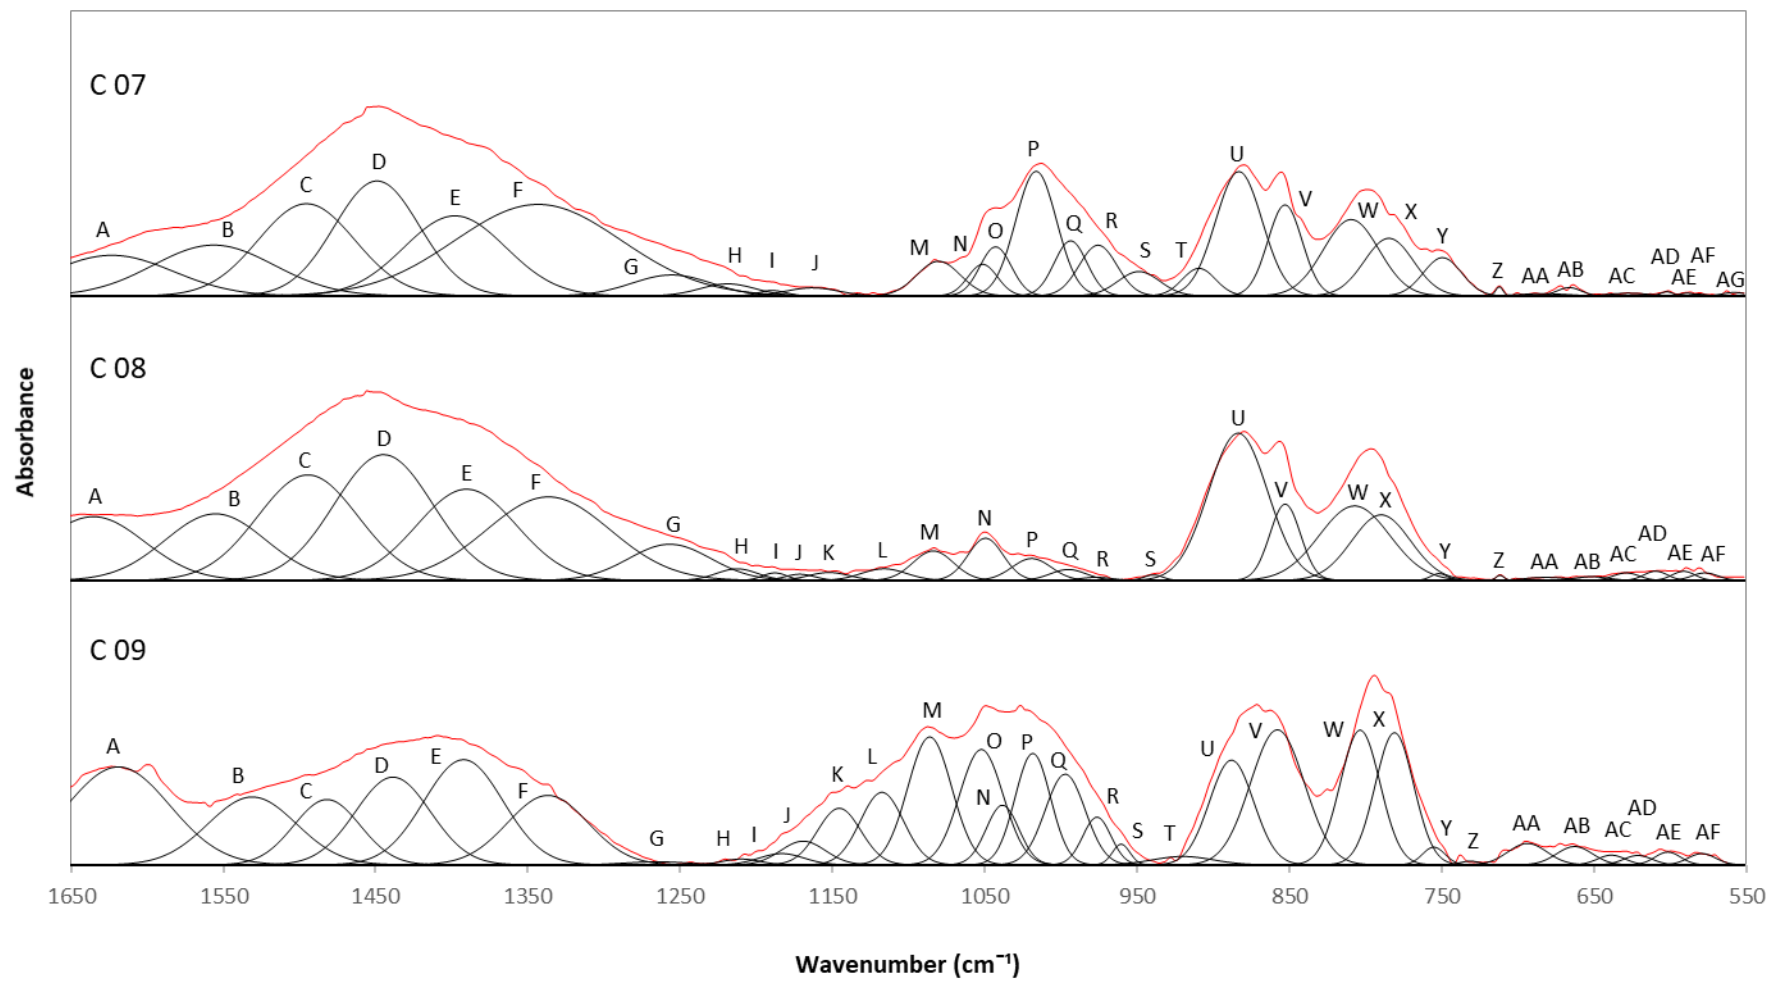 C 07
A B C D E F G H I J M N O P Q R S T U V W X Y Z AA AB AC AD AE AF AG
C 08
A B C D E F G H I J K L M N P Q R S U V W X Y Z AA AB AC AD AE AF
C 09
A B C D E F G H I J K L M N O P Q R S T U V W X Y Z AA AB AC AD AE AF
1650 1550 1450 1350 1250 1150 1050 950 850 750 650 550
Absorbance
Wavenumber (cm⁻¹)